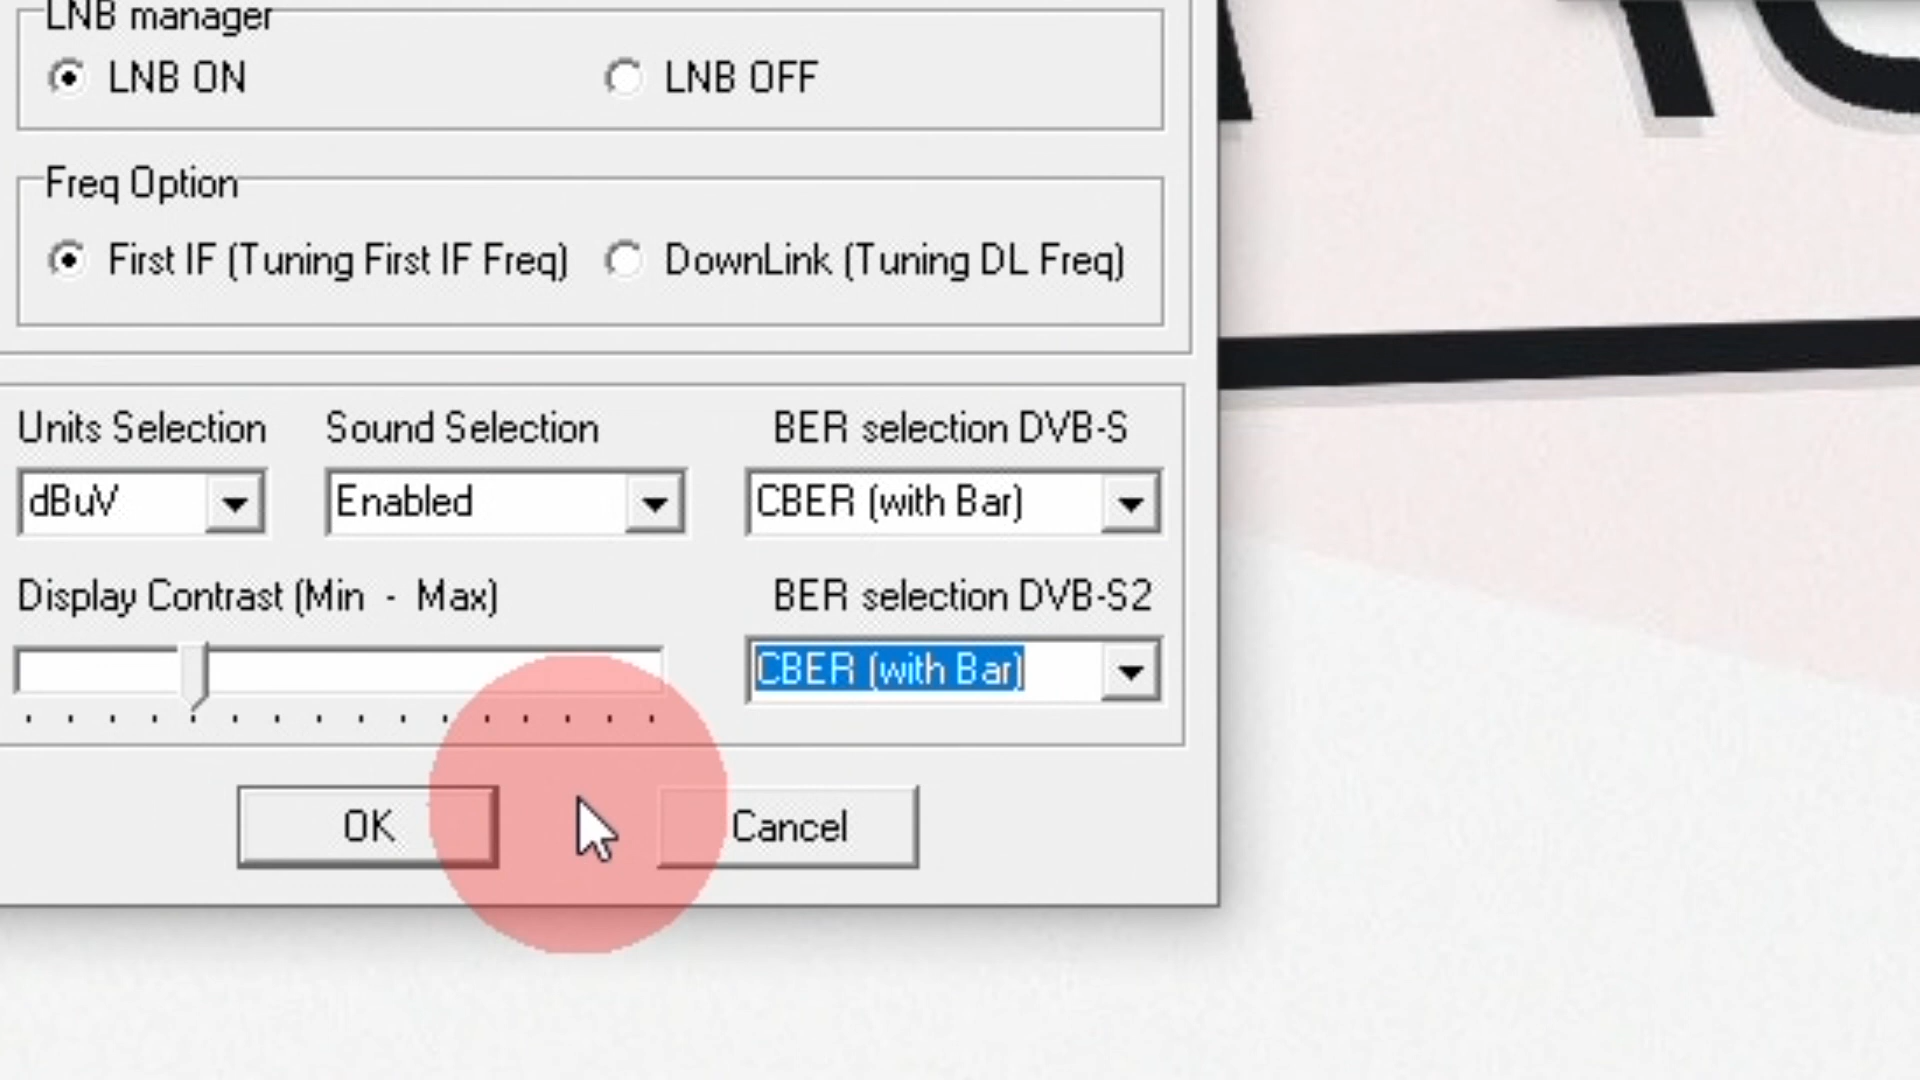 LNB manager
LNB ON LNB OFF
Freq Option
First IF (Tuning First IF Freq) DownLink (Tuning DL Freq)
Units Selection Sound Selection BER selection DVB-S
dBuV Enabled CBER (with Bar)
Display Contrast (Min - Max) BER selection DVB-S2
CBER (with Bar)
OK Cancel